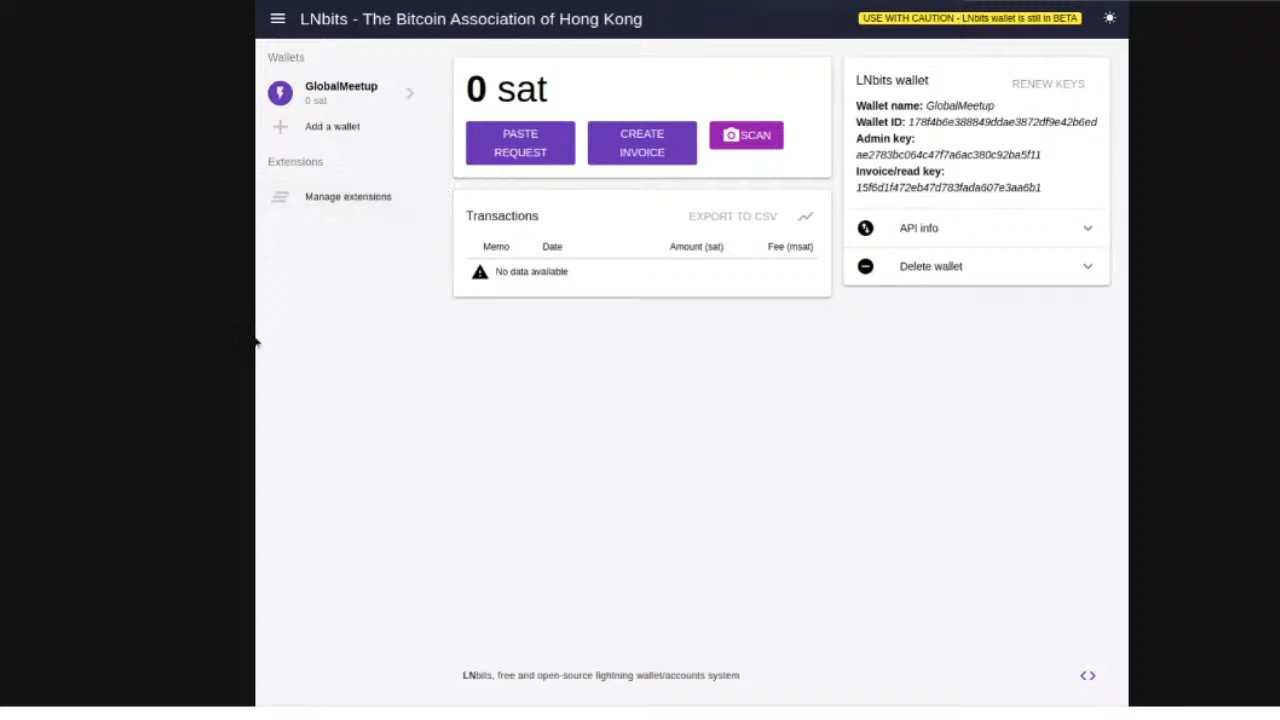 LNbits - The Bitcoin Association of Hong Kong
USE WITH CAUTION - LNbits wallet is still in BETA
Wallets
GlobalMeetup
0 sat
Add a wallet
Extensions
Manage extensions
0 sat
PASTE
REQUEST
CREATE
INVOICE
SCAN
Transactions
EXPORT TO CSV
Memo Date Amount (sat) Fee (msat)
No data available
LNbits wallet
RENEW KEYS
Wallet name: GlobalMeetup
Wallet ID: 178f4b6e388849ddae3872df9e42b6ed
Admin key:
ae2783bc064c47f7a6ac380c92ba5f11
Invoice/read key:
15f6d1f472eb47d783fada607e3aa6b1
API info
Delete wallet
LNbits, free and open-source lightning wallet/accounts system